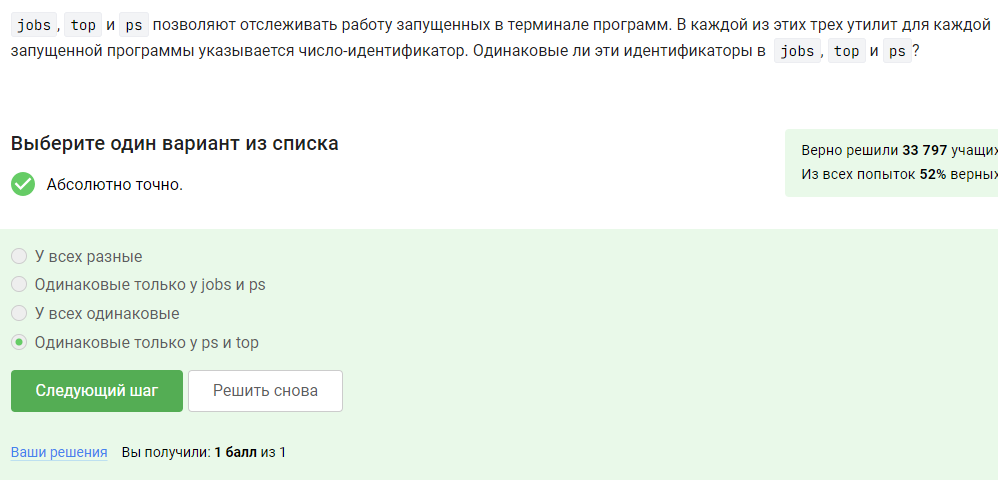 jobs, top и ps позволяют отслеживать работу запущенных в терминале программ. В каждой из этих трех утилит для каждой
запущенной программы указывается число-идентификатор. Одинаковые ли эти идентификаторы в jobs, top и ps?
Выберите один вариант из списка
Абсолютно точно.
Верно решили 33 797 учащих
Из всех попыток 52% верных
У всех разные
Одинаковые только у jobs и ps
У всех одинаковые
Одинаковые только у ps и top
Следующий шаг Решить снова
Ваши решения Вы получили: 1 балл из 1